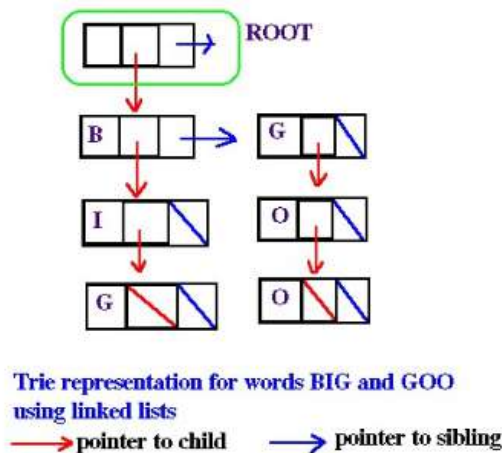 ROOT
B G
I O
G O
Trie representation for words BIG and GOO
using linked lists
pointer to child pointer to sibling